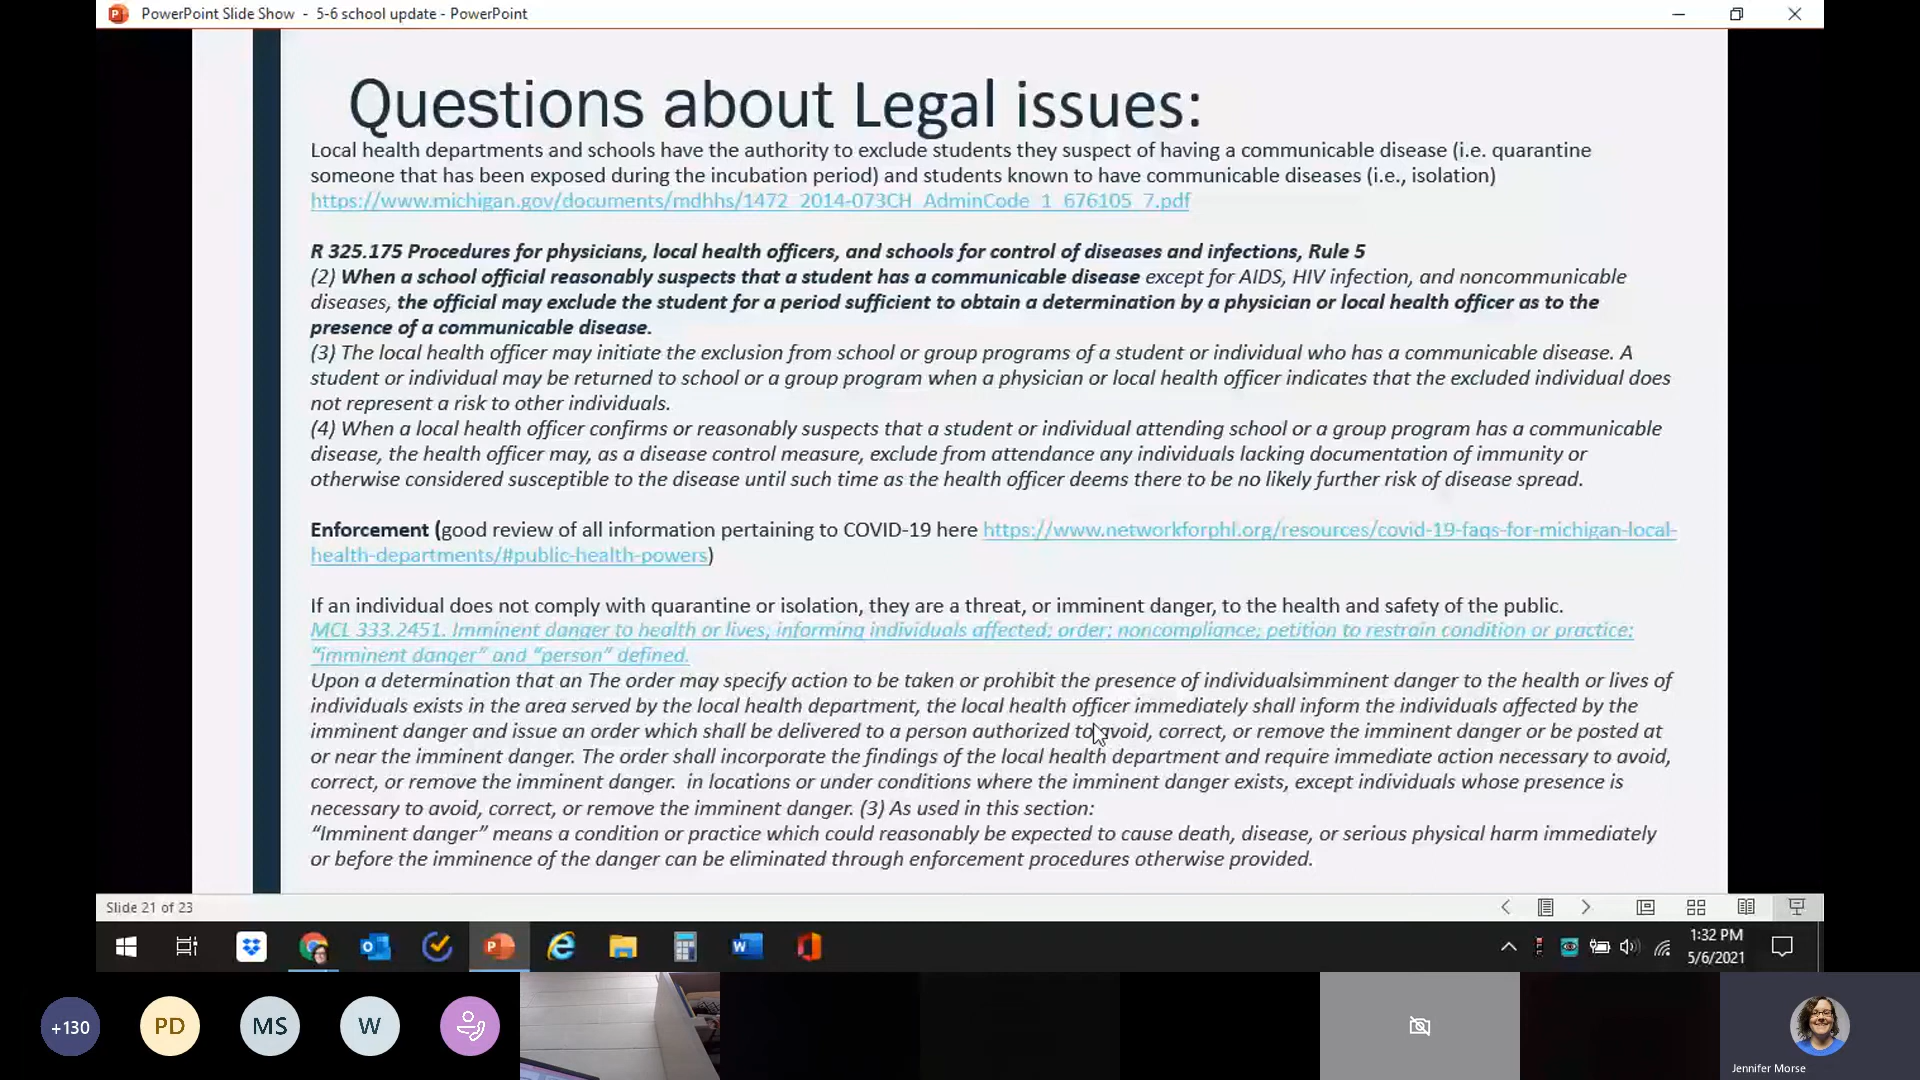 PowerPoint Slide Show - 5-6 school update - PowerPoint
Questions about Legal issues:
Local health departments and schools have the authority to exclude students they suspect of having a communicable disease (i.e. quarantine
someone that has been exposed during the incubation period) and students known to have communicable diseases (i.e., isolation)
https://www.michigan.gov/documents/mdhhs/1472_2014-073CH_AdminCode_1_676105_7.pdf
R 325.175 Procedures for physicians, local health officers, and schools for control of diseases and infections, Rule 5
(2) When a school official reasonably suspects that a student has a communicable disease except for AIDS, HIV infection, and noncommunicable
diseases, the official may exclude the student for a period sufficient to obtain a determination by a physician or local health officer as to the
presence of a communicable disease.
(3) The local health officer may initiate the exclusion from school or group programs of a student or individual who has a communicable disease. A
student or individual may be returned to school or a group program when a physician or local health officer indicates that the excluded individual does
not represent a risk to other individuals.
(4) When a local health officer confirms or reasonably suspects that a student or individual attending school or a group program has a communicable
disease, the health officer may, as a disease control measure, exclude from attendance any individuals lacking documentation of immunity or
otherwise considered susceptible to the disease until such time as the health officer deems there to be no likely further risk of disease spread.
Enforcement (good review of all information pertaining to COVID-19 here https://www.networkforphl.org/resources/covid-19-faqs-for-michigan-local-
health-departments/#public-health-powers)
If an individual does not comply with quarantine or isolation, they are a threat, or imminent danger, to the health and safety of the public.
MCL 333.2451. Imminent danger to health or lives, informing individuals affected; order; noncompliance; petition to restrain condition or practice;
“imminent danger” and “person” defined.
Upon a determination that an The order may specify action to be taken or prohibit the presence of individualsimminent danger to the health or lives of
individuals exists in the area served by the local health department, the local health officer immediately shall inform the individuals affected by the
imminent danger and issue an order which shall be delivered to a person authorized to avoid, correct, or remove the imminent danger or be posted at
or near the imminent danger. The order shall incorporate the findings of the local health department and require immediate action necessary to avoid,
correct, or remove the imminent danger. in locations or under conditions where the imminent danger exists, except individuals whose presence is
necessary to avoid, correct, or remove the imminent danger. (3) As used in this section:
“Imminent danger” means a condition or practice which could reasonably be expected to cause death, disease, or serious physical harm immediately
or before the imminence of the danger can be eliminated through enforcement procedures otherwise provided.
Slide 21 of 23
1:32 PM
5/6/2021
+130
PD
MS
W
Jennifer Morse